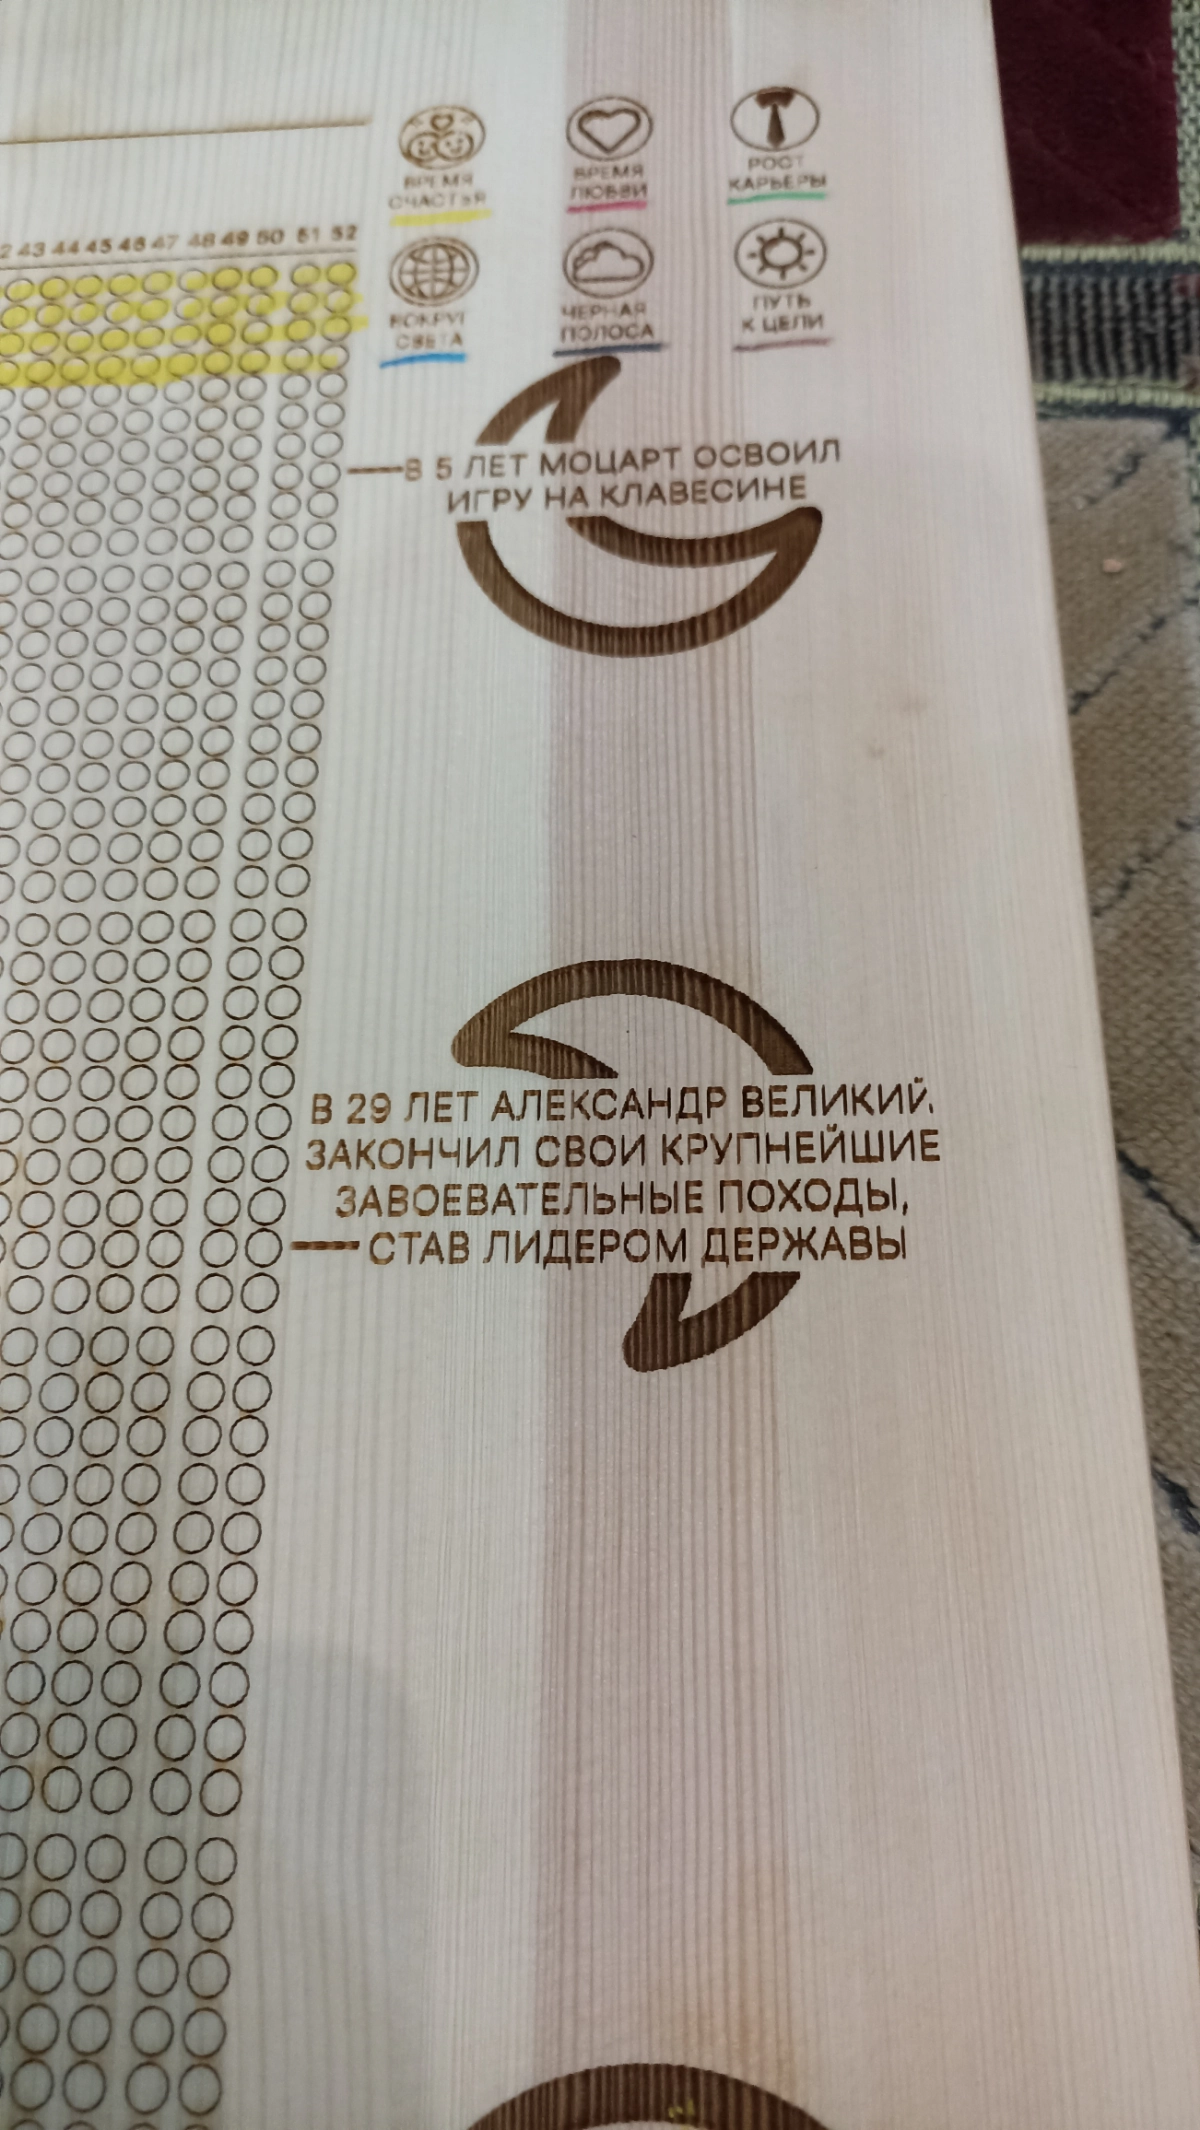 ВРЕМЯ
СЧАСТЬЯ
ВРЕМЯ
ЛЮБВИ
РОСТ
КАРЬЕРЫ
43 44 45 46 47 48 49 50 51 52
ВОКРУГ
СВЕТА
ЧЕРНАЯ
ПОЛОСА
ПУТЬ
К ЦЕЛИ
В 5 ЛЕТ МОЦАРТ ОСВОИЛ
ИГРУ НА КЛАВЕСИНЕ
В 29 ЛЕТ АЛЕКСАНДР ВЕЛИКИЙ
ЗАКОНЧИЛ СВОИ КРУПНЕЙШИЕ
ЗАВОЕВАТЕЛЬНЫЕ ПОХОДЫ,
СТАВ ЛИДЕРОМ ДЕРЖАВЫ